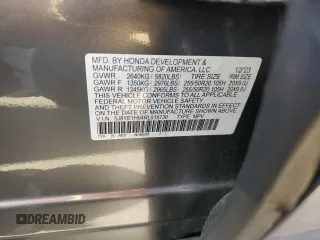 MFD. BY HONDA DEVELOPMENT &
MANUFACTURING OF AMERICA, LLC 12/23
GVWR 2640KG (5820LBS) TIRE SIZE RIM SIZE
GAWR F 1350KG (2976LBS) 255/50R20 105H 20X9.0J
GAWR R 1345KG (2965LBS) 255/50R20 105H 20X9.0J
THIS VEHICLE CONFORMS TO ALL APPLICABLE
FEDERAL MOTOR VEHICLE SAFETY AND
THEFT PREVENTION STANDARDS IN EFFECT ON
THE DATE OF MANUFACTURE SHOWN ABOVE.
V.I.N.: TYPE: MPV
DREAMBID